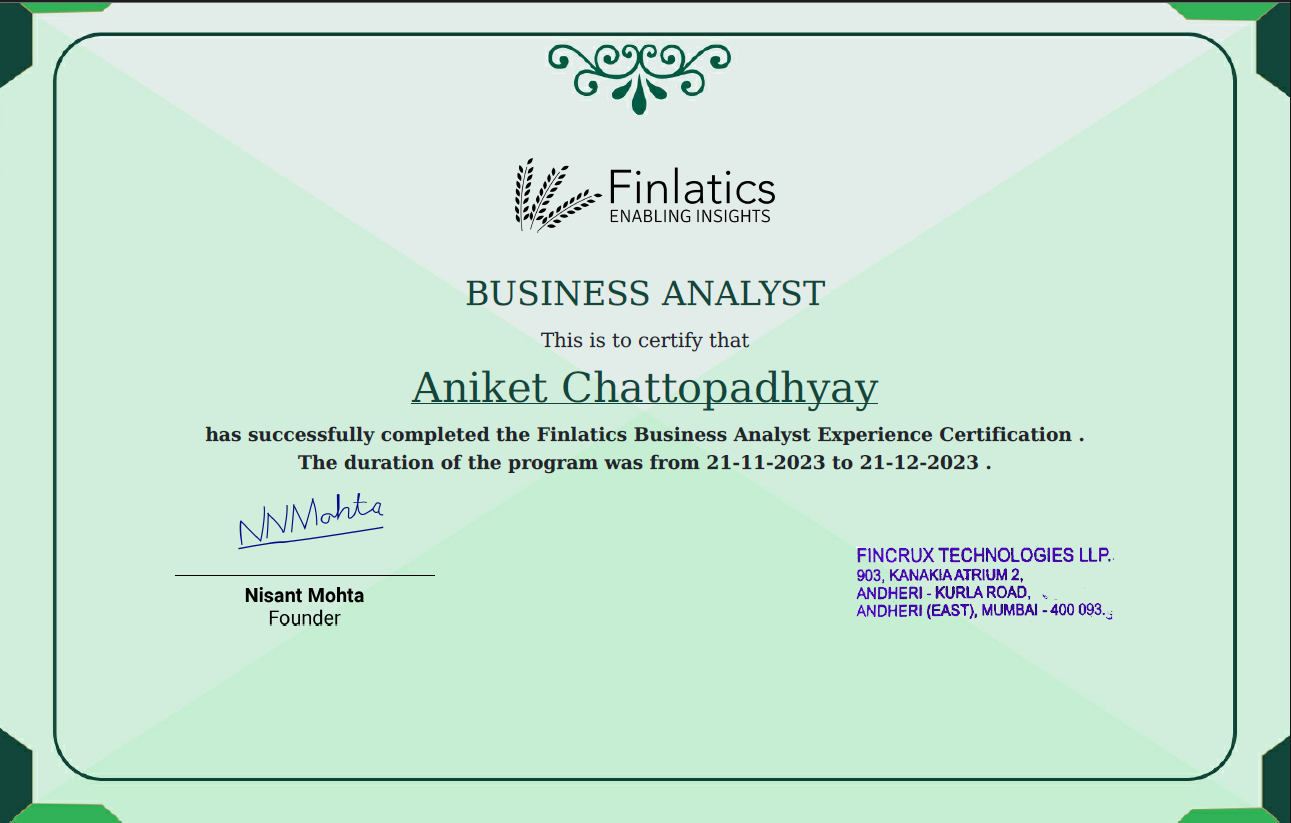 Finlatics
ENABLING INSIGHTS
BUSINESS ANALYST
This is to certify that
Aniket Chattopadhyay
has successfully completed the Finlatics Business Analyst Experience Certification .
The duration of the program was from 21-11-2023 to 21-12-2023 .
NNMohta
Nisant Mohta
Founder
FINCRUX TECHNOLOGIES LLP.
903, KANAKIA ATRIUM 2,
ANDHERI - KURLA ROAD,
ANDHERI (EAST), MUMBAI - 400 093.